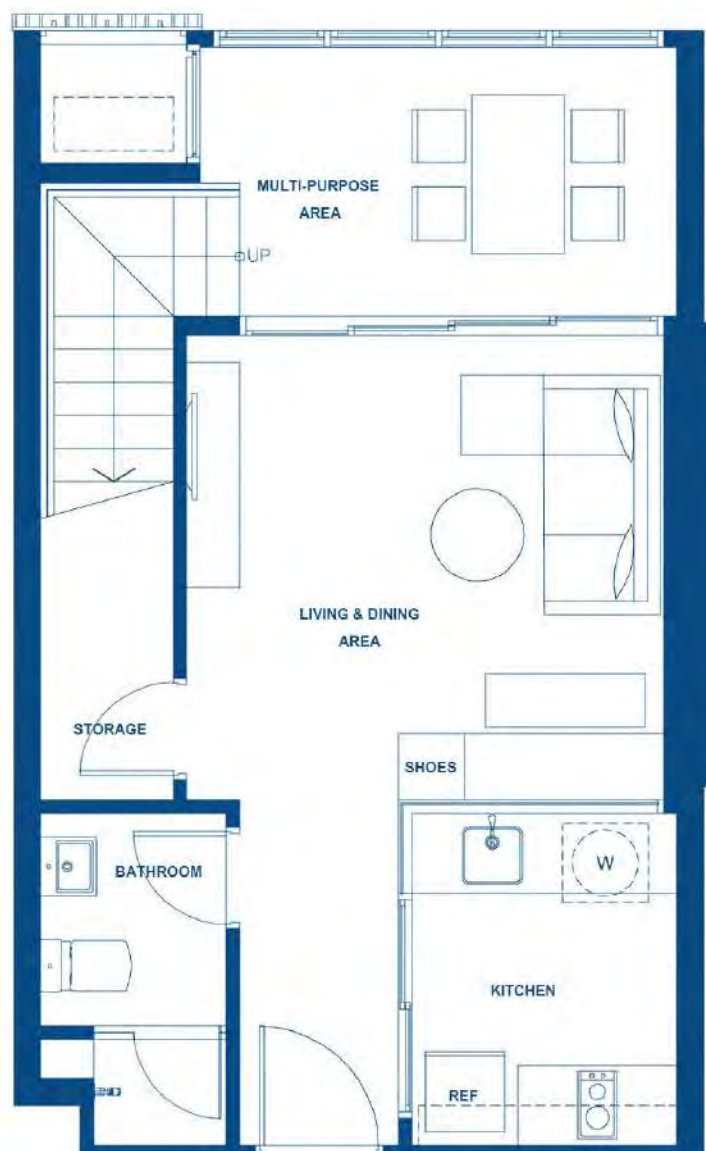 MULTI-PURPOSE
AREA
UP
LIVING & DINING
AREA
STORAGE
SHOES
BATHROOM
W
KITCHEN
REF